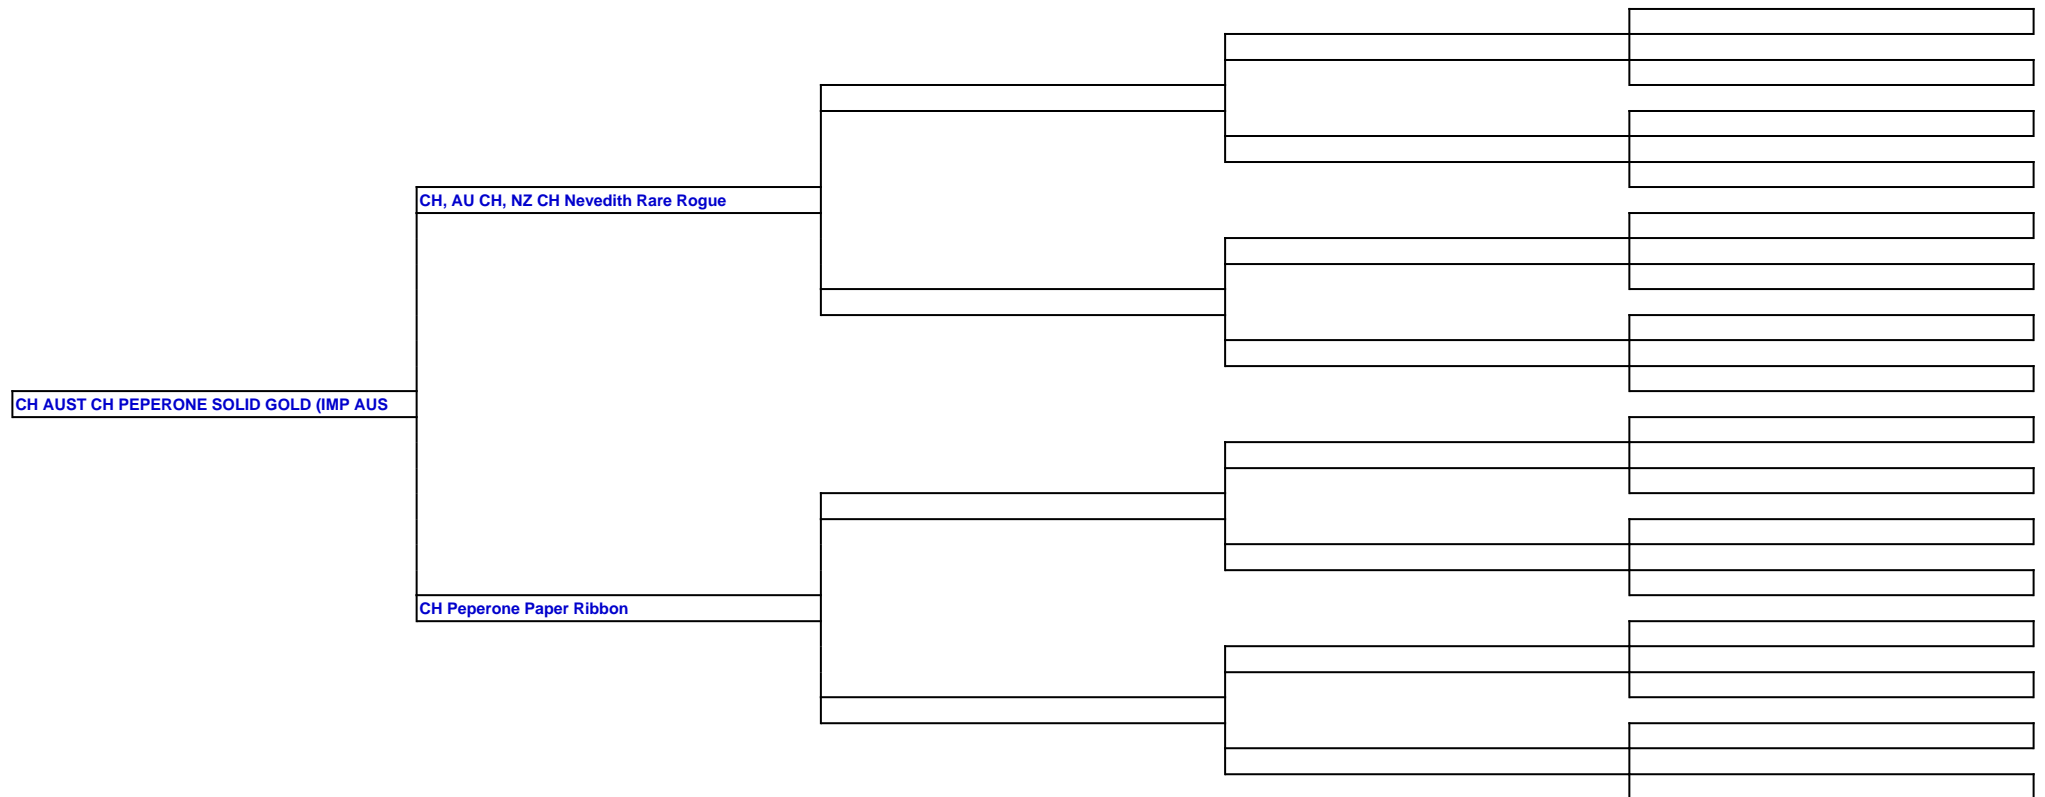 CH, AU CH, NZ CH Nevedith Rare Rogue
CH AUST CH PEPERONE SOLID GOLD (IMP AUS
CH Peperone Paper Ribbon